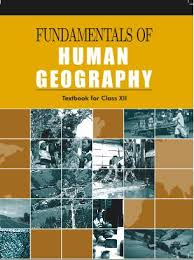 FUNDAMENTALS OF
HUMAN
GEOGRAPHY
Textbook for Class XII